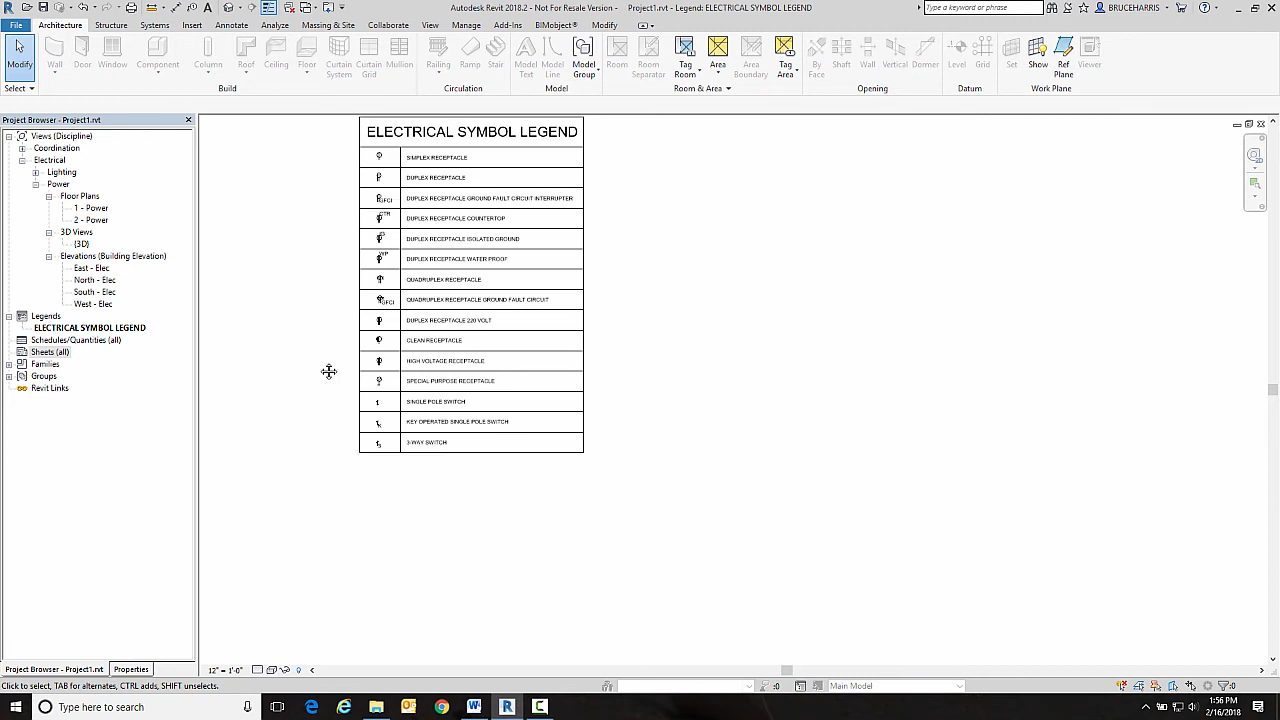 Autodesk Revit 2018.2 - Not For Resale Version - Project1.rvt - Legend: ELECTRICAL SYMBOL LEGEND
Type a keyword or phrase
BRUCEHARRIS
File Architecture Structure Systems Insert Annotate Analyze Massing & Site Collaborate View Manage Add-Ins BIMobject® Modify
Modify Wall Door Window Component Column Roof Ceiling Floor Curtain System Curtain Grid Mullion Railing Ramp Stair Model Text Model Line Model Group Room Room Separator Tag Room Area Area Boundary Tag Area By Face Shaft Wall Vertical Dormer Level Grid Set Show Ref Plane Viewer
Select Build Circulation Model Room & Area Opening Datum Work Plane
Project Browser - Project1.rvt
Views (Discipline)
Coordination
Electrical
Lighting
Power
Floor Plans
1 - Power
2 - Power
3D Views
{3D}
Elevations (Building Elevation)
East - Elec
North - Elec
South - Elec
West - Elec
Legends
ELECTRICAL SYMBOL LEGEND
Schedules/Quantities (all)
Sheets (all)
Families
Groups
Revit Links
ELECTRICAL SYMBOL LEGEND
SIMPLEX RECEPTACLE
DUPLEX RECEPTACLE
GFCI DUPLEX RECEPTACLE GROUND FAULT CIRCUIT INTERRUPTER
CTR DUPLEX RECEPTACLE COUNTERTOP
DUPLEX RECEPTACLE ISOLATED GROUND
WP DUPLEX RECEPTACLE WATER PROOF
QUADRUPLEX RECEPTACLE
GFCI QUADRUPLEX RECEPTACLE GROUND FAULT CIRCUIT
DUPLEX RECEPTACLE 220 VOLT
CLEAN RECEPTACLE
HIGH VOLTAGE RECEPTACLE
SPECIAL PURPOSE RECEPTACLE
SINGLE POLE SWITCH
K KEY OPERATED SINGLE POLE SWITCH
3 3-WAY SWITCH
Project Browser - Project1.rvt Properties
12" = 1'-0"
Click to select, TAB for alternates, CTRL adds, SHIFT unselects.
:0
Main Model
:0
Type here to search
1:56 PM
2/16/2018